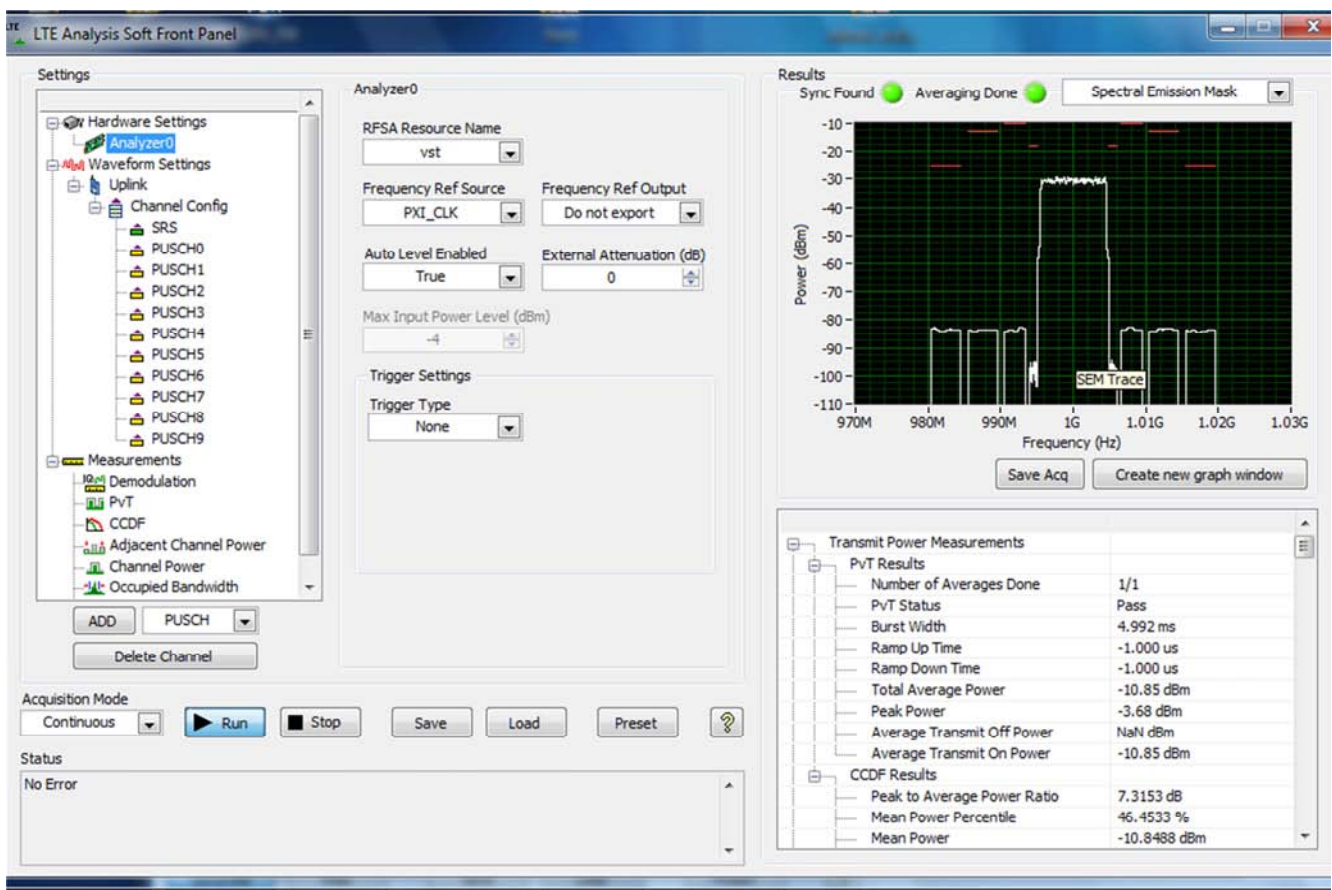 LTE
LTE Analysis Soft Front Panel
Settings
Hardware Settings
Analyzer0
Waveform Settings
Uplink
Channel Config
SRS
PUSCH0
PUSCH1
PUSCH2
PUSCH3
PUSCH4
PUSCH5
PUSCH6
PUSCH7
PUSCH8
PUSCH9
Measurements
Demodulation
PvT
CCDF
Adjacent Channel Power
Channel Power
Occupied Bandwidth
ADD PUSCH
Delete Channel
Analyzer0
RFSA Resource Name
vst
Frequency Ref Source Frequency Ref Output
PXI_CLK Do not export
Auto Level Enabled External Attenuation (dB)
True 0
Max Input Power Level (dBm)
-4
Trigger Settings
Trigger Type
None
Acquisition Mode
Continuous Run Stop Save Load Preset ?
Status
No Error
Results
Sync Found Averaging Done Spectral Emission Mask
Power (dBm)
-10
-20
-30
-40
-50
-60
-70
-80
-90
-100
-110
SEM Trace
970M 980M 990M 1G 1.01G 1.02G 1.03G
Frequency (Hz)
Save Acq Create new graph window
Transmit Power Measurements
PvT Results
Number of Averages Done 1/1
PvT Status Pass
Burst Width 4.992 ms
Ramp Up Time -1.000 us
Ramp Down Time -1.000 us
Total Average Power -10.85 dBm
Peak Power -3.68 dBm
Average Transmit Off Power NaN dBm
Average Transmit On Power -10.85 dBm
CCDF Results
Peak to Average Power Ratio 7.3153 dB
Mean Power Percentile 46.4533 %
Mean Power -10.8488 dBm